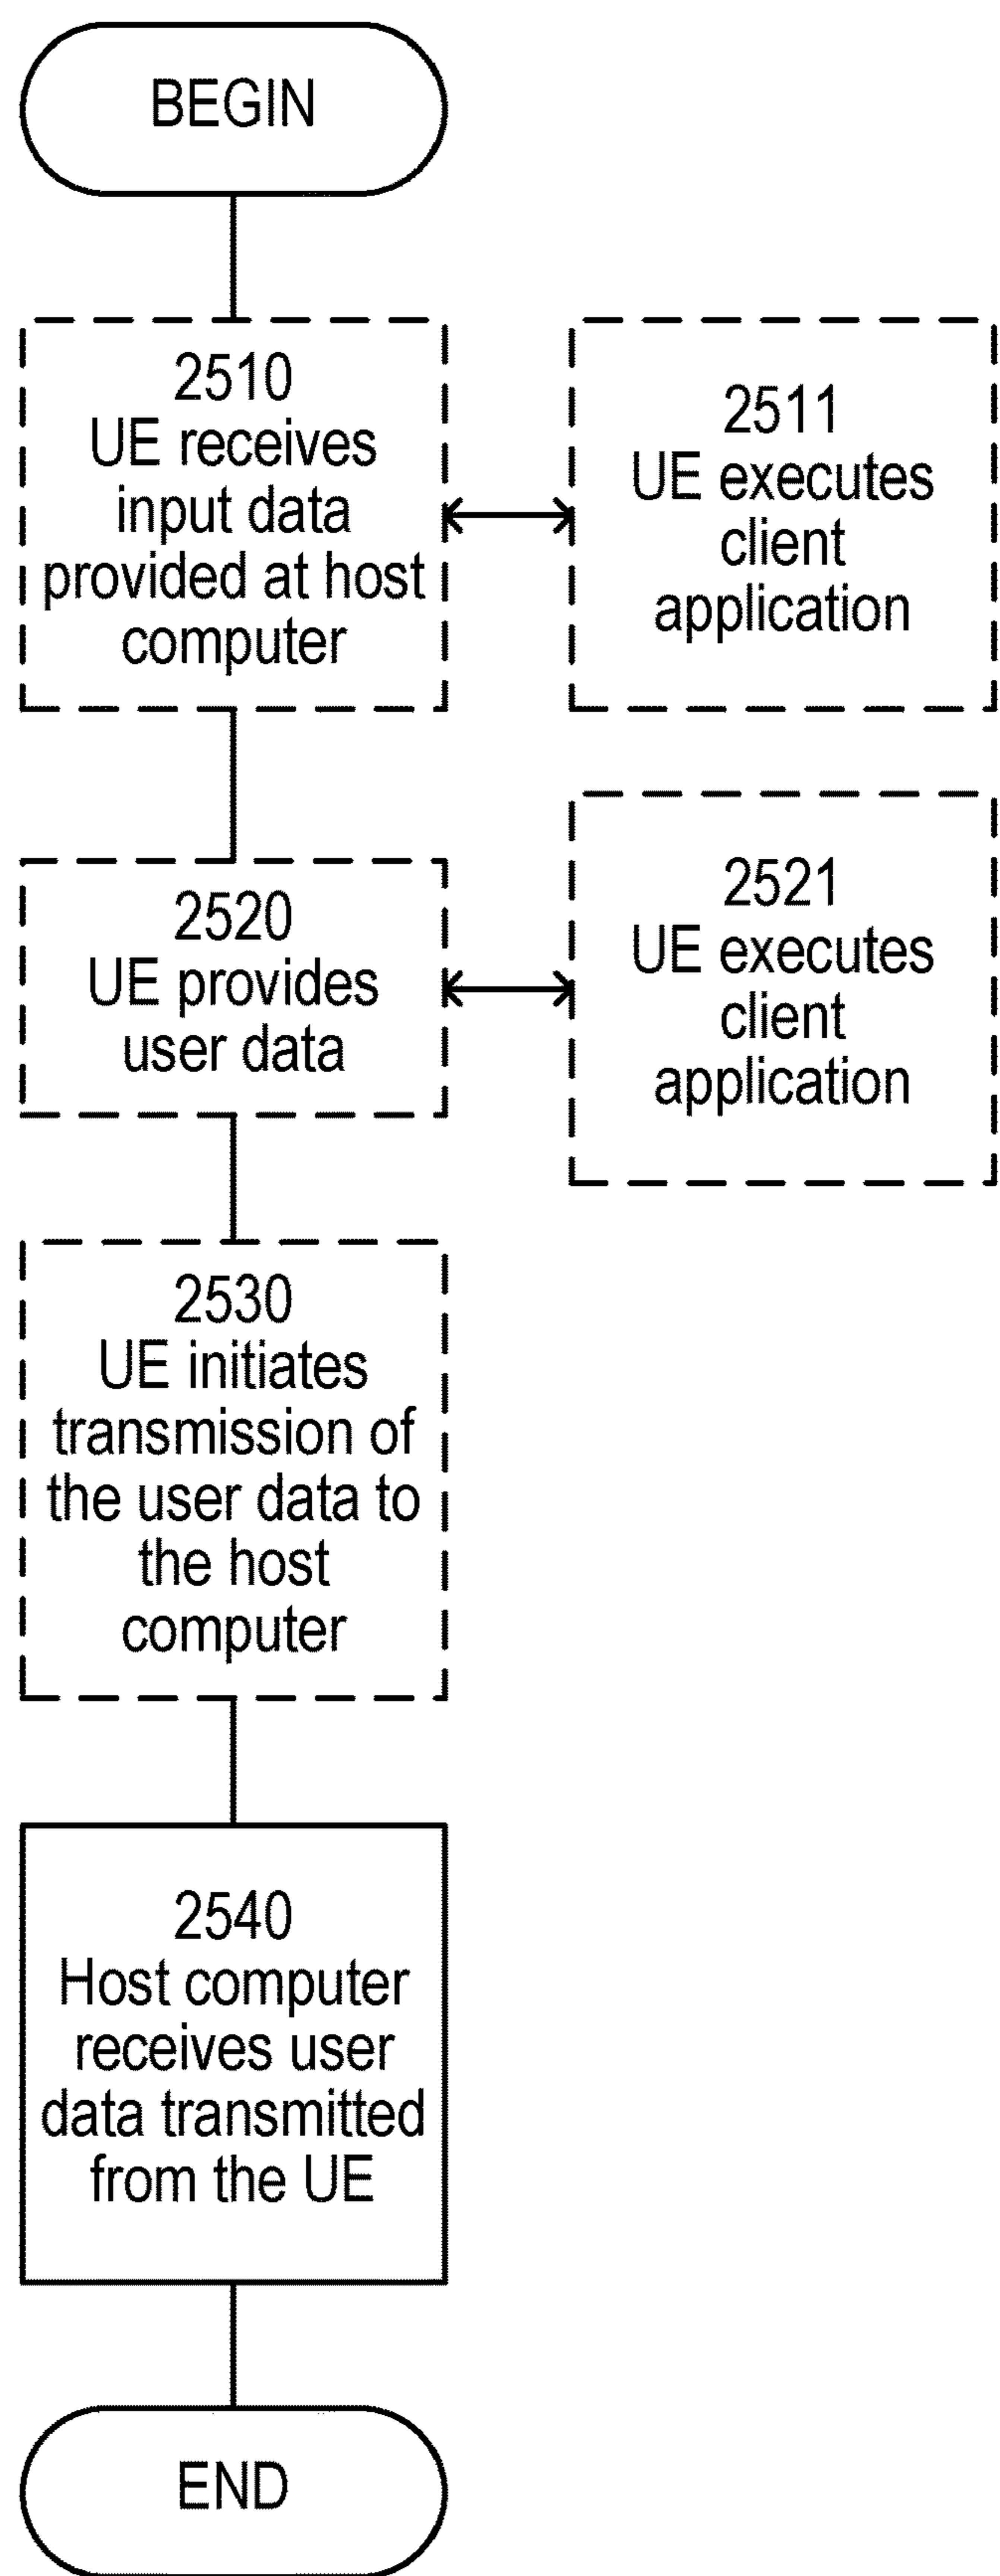 BEGIN
2510
UE receives
input data
provided at host
computer
2511
UE executes
client
application
2520
UE provides
user data
2521
UE executes
client
application
2530
UE initiates
transmission of
the user data to
the host
computer
2540
Host computer
receives user
data transmitted
from the UE
END